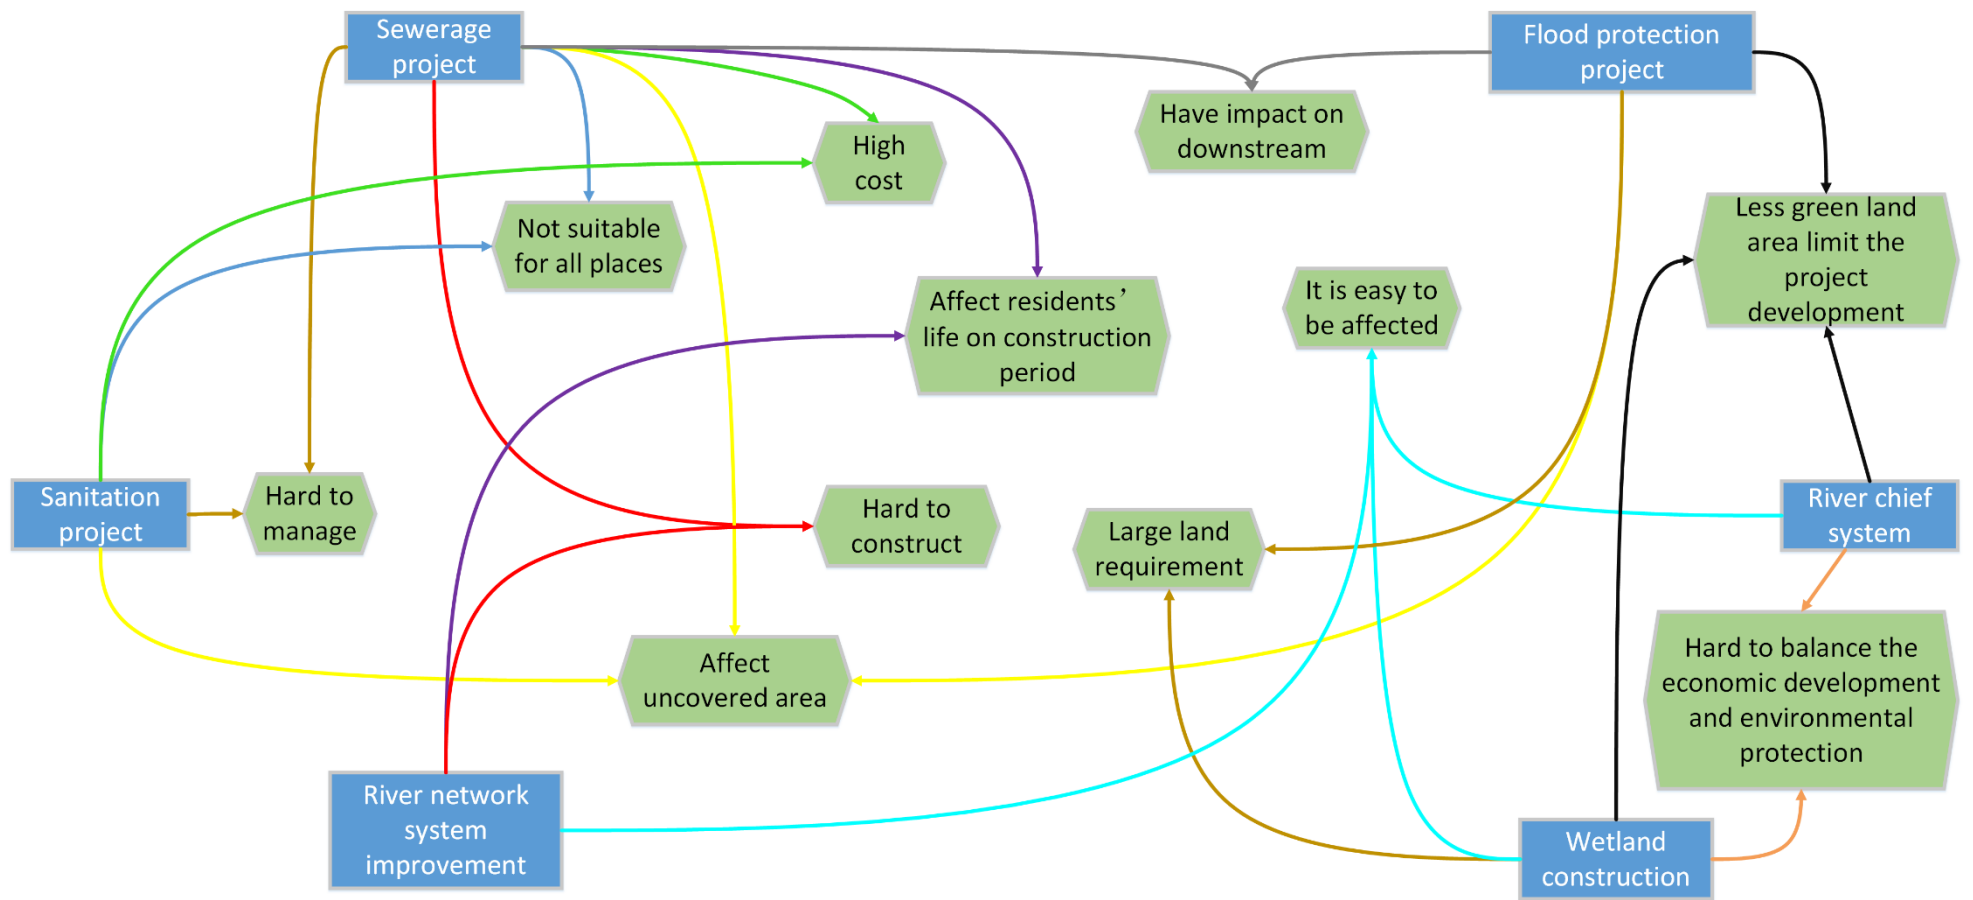 Sewerage
project
Flood protection
project
Have impact on
downstream
High
cost
Not suitable
for all places
Less green land
area limit the
project
development
Affect residents’
life on construction
period
It is easy to
be affected
Sanitation
project
Hard to
manage
Hard to
construct
Large land
requirement
River chief
system
Affect
uncovered area
Hard to balance the
economic development
and environmental
protection
River network
system
improvement
Wetland
construction